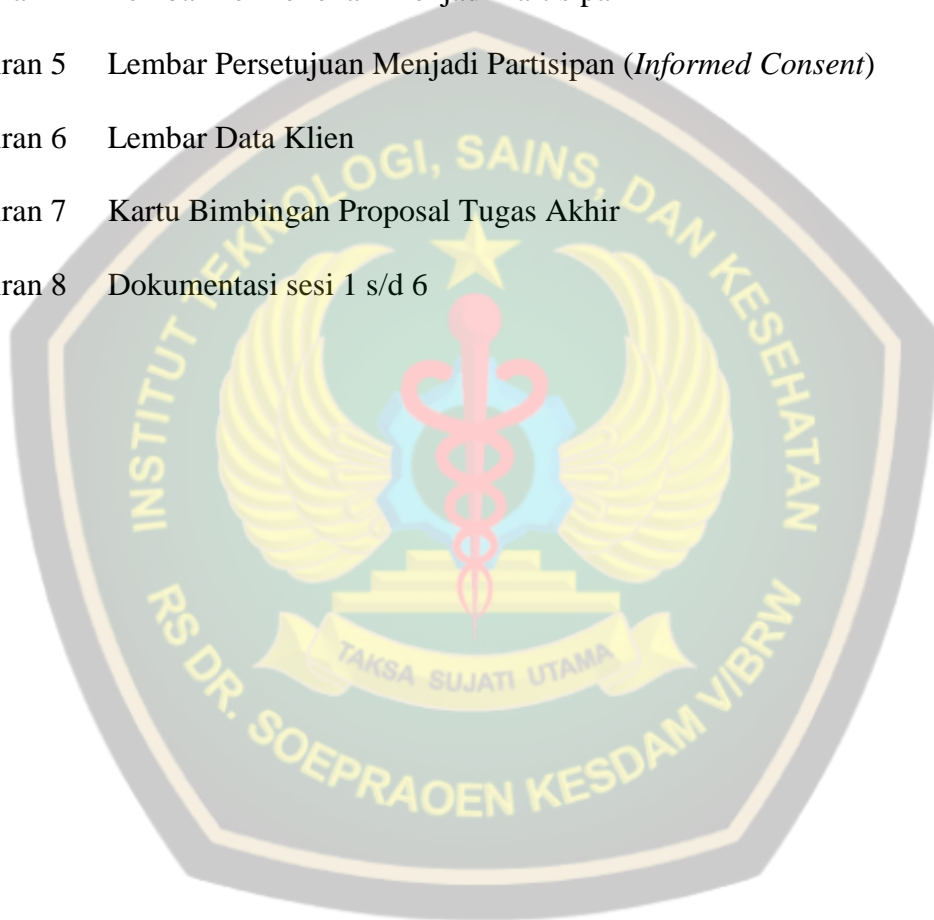 ran 5 Lembar Persetujuan Menjadi Partisipan (Informed Consent)
ran 6 Lembar Data Klien
ran 7 Kartu Bimbingan Proposal Tugas Akhir
ran 8 Dokumentasi sesi 1 s/d 6
INSTITUT TEKNOLOGI, SAINS, DAN KESEHATAN
TAKSA SUJATI UTAMA
RS DR. SOEPRAOEN KESDAM V/BRW